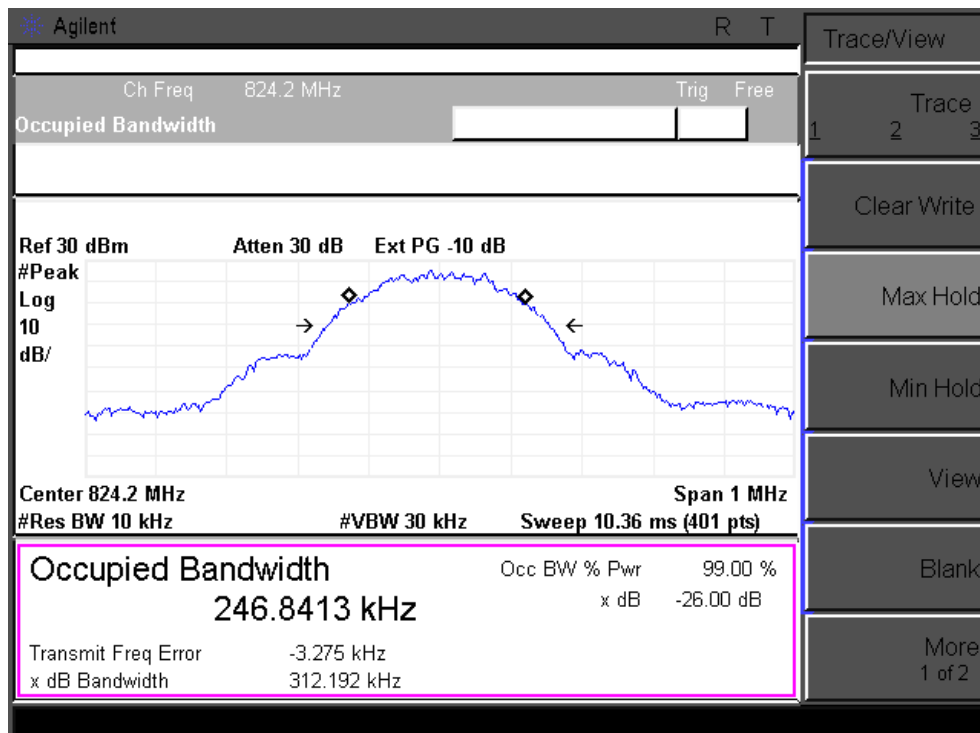 Agilent R T
Trace/View
Ch Freq 824.2 MHz Trig Free
Occupied Bandwidth
Trace
1 2 3
Clear Write
Max Hold
Min Hold
View
Blank
More
1 of 2
Ref 30 dBm Atten 30 dB Ext PG -10 dB
#Peak
Log
10
dB/
Center 824.2 MHz Span 1 MHz
#Res BW 10 kHz #VBW 30 kHz Sweep 10.36 ms (401 pts)
Occupied Bandwidth Occ BW % Pwr 99.00 %
246.8413 kHz x dB -26.00 dB
Transmit Freq Error -3.275 kHz
x dB Bandwidth 312.192 kHz